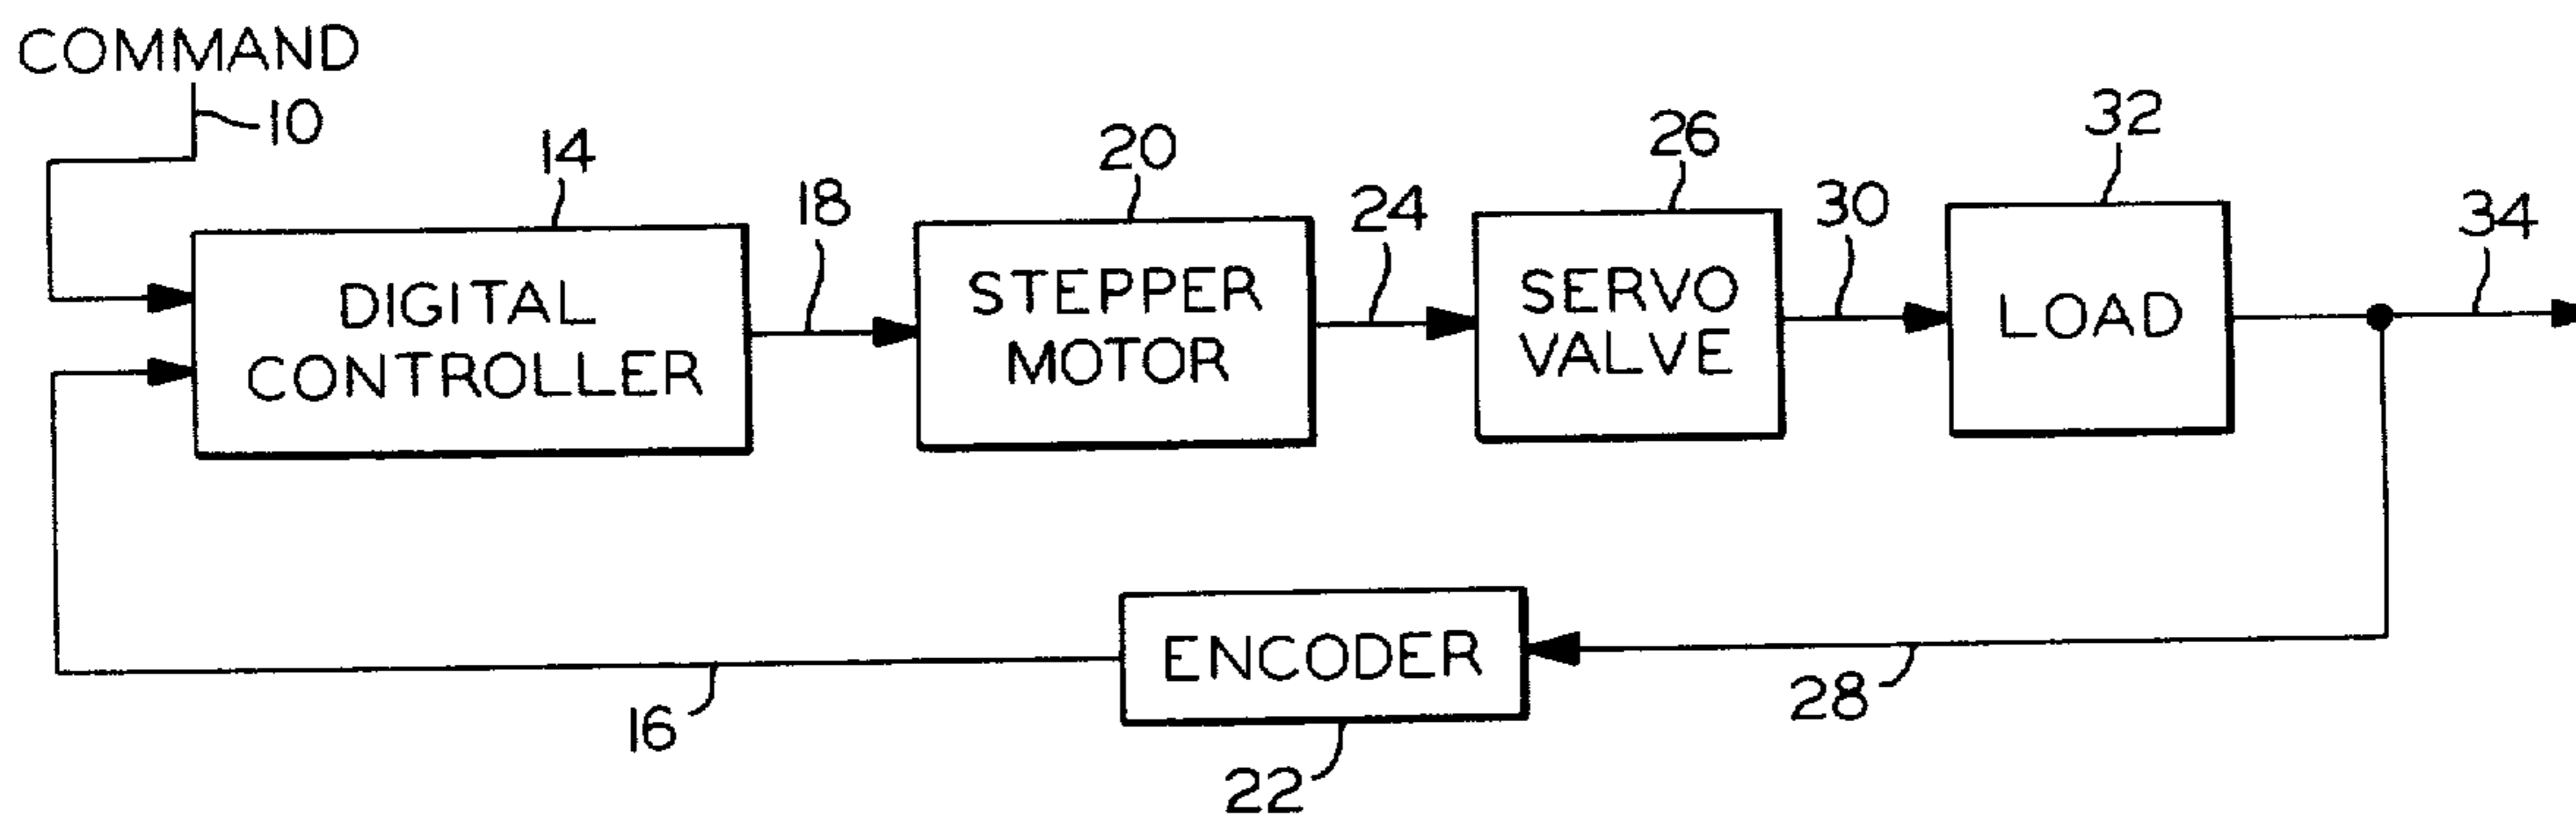 COMMAND
10
14
18
20
24
26
30
32
34
DIGITAL
CONTROLLER
STEPPER
MOTOR
SERVO
VALVE
LOAD
ENCODER
16
22
28